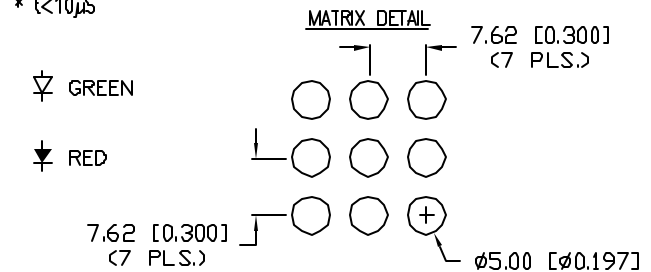 * t<10µS
MATRIX DETAIL
7.62 [0.300]
(7 PLS.)
GREEN
RED
7.62 [0.300]
(7 PLS.)
ø5.00 [ø0.197]